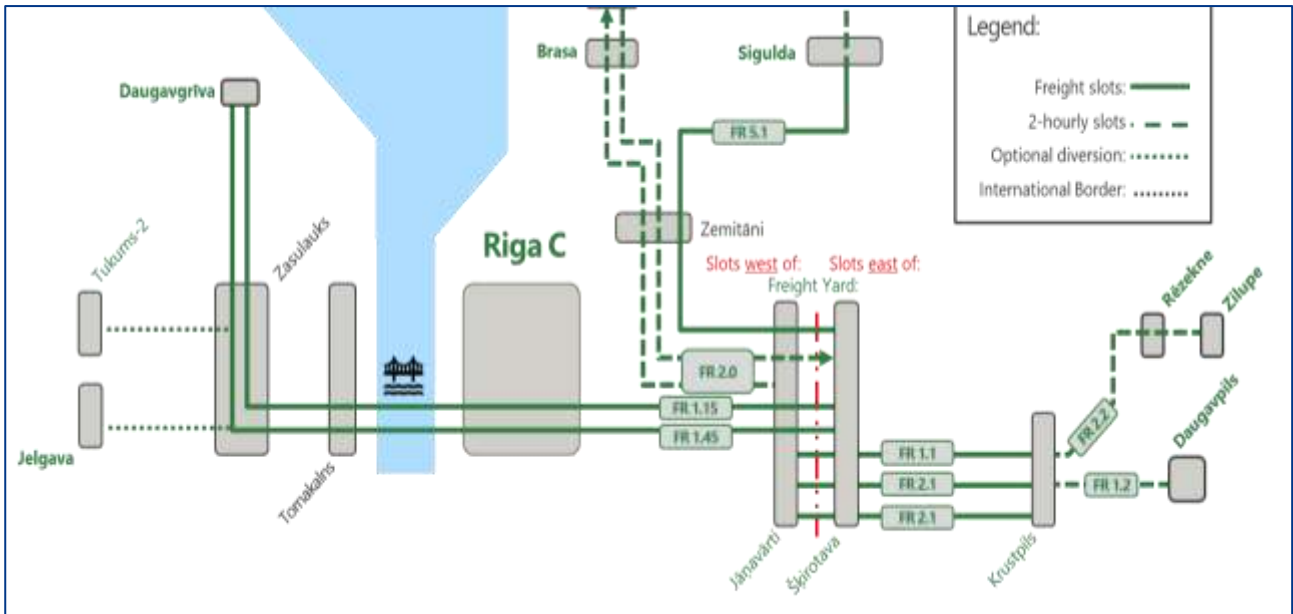 Legend:
Freight slots:
2-hourly slots
Optional diversion:
International Border:
Brasa
Sigulda
Daugavgrīva
FR 5.1
Tukums-2
Zasulauks
Riga C
Zemitāni
Slots west of:
Slots east of:
Freight Yard:
Rēzekne
Zilupe
FR 2.0
FR 1.15
FR 1.45
FR 2.2
Daugavpils
FR 1.1
FR 2.1
FR 1.2
FR 2.1
Jelgava
Tornakalns
Jāņavārti
Šķirotava
Krustpils